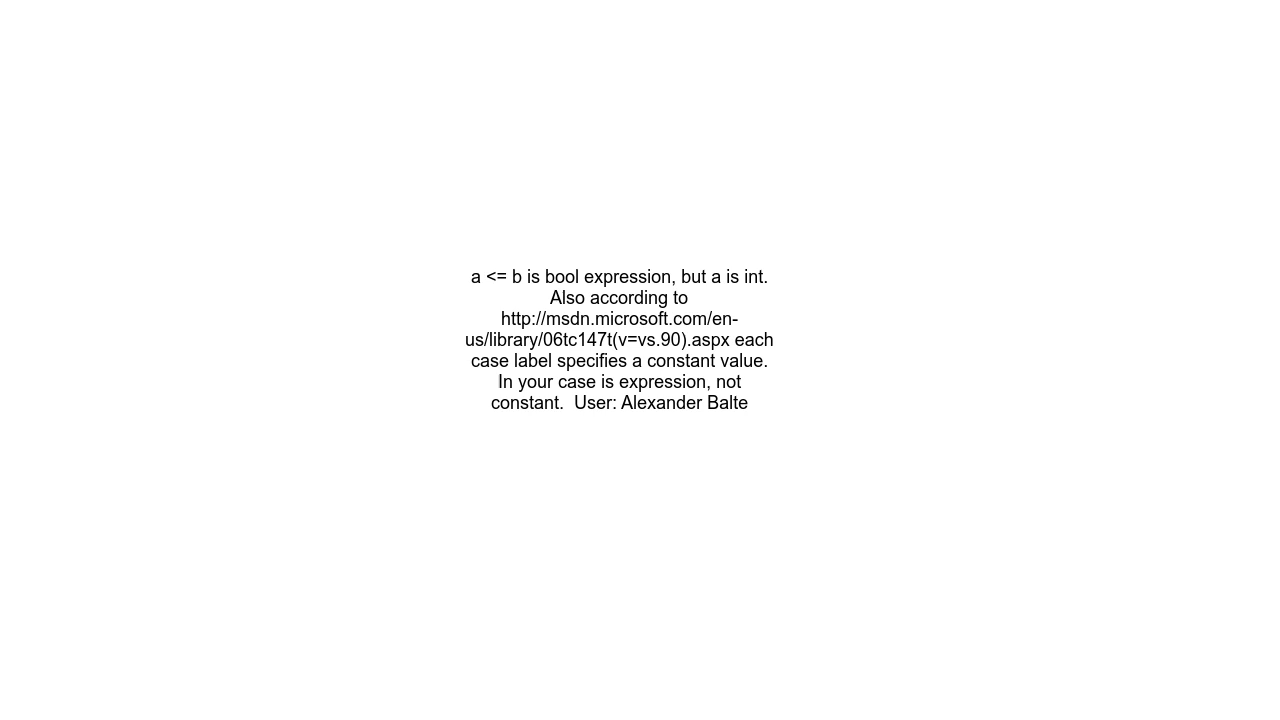 a <= b is bool expression, but a is int.
Also according to
http://msdn.microsoft.com/en-
us/library/06tc147t(v=vs.90).aspx each
case label specifies a constant value.
In your case is expression, not
constant.  User: Alexander Balte